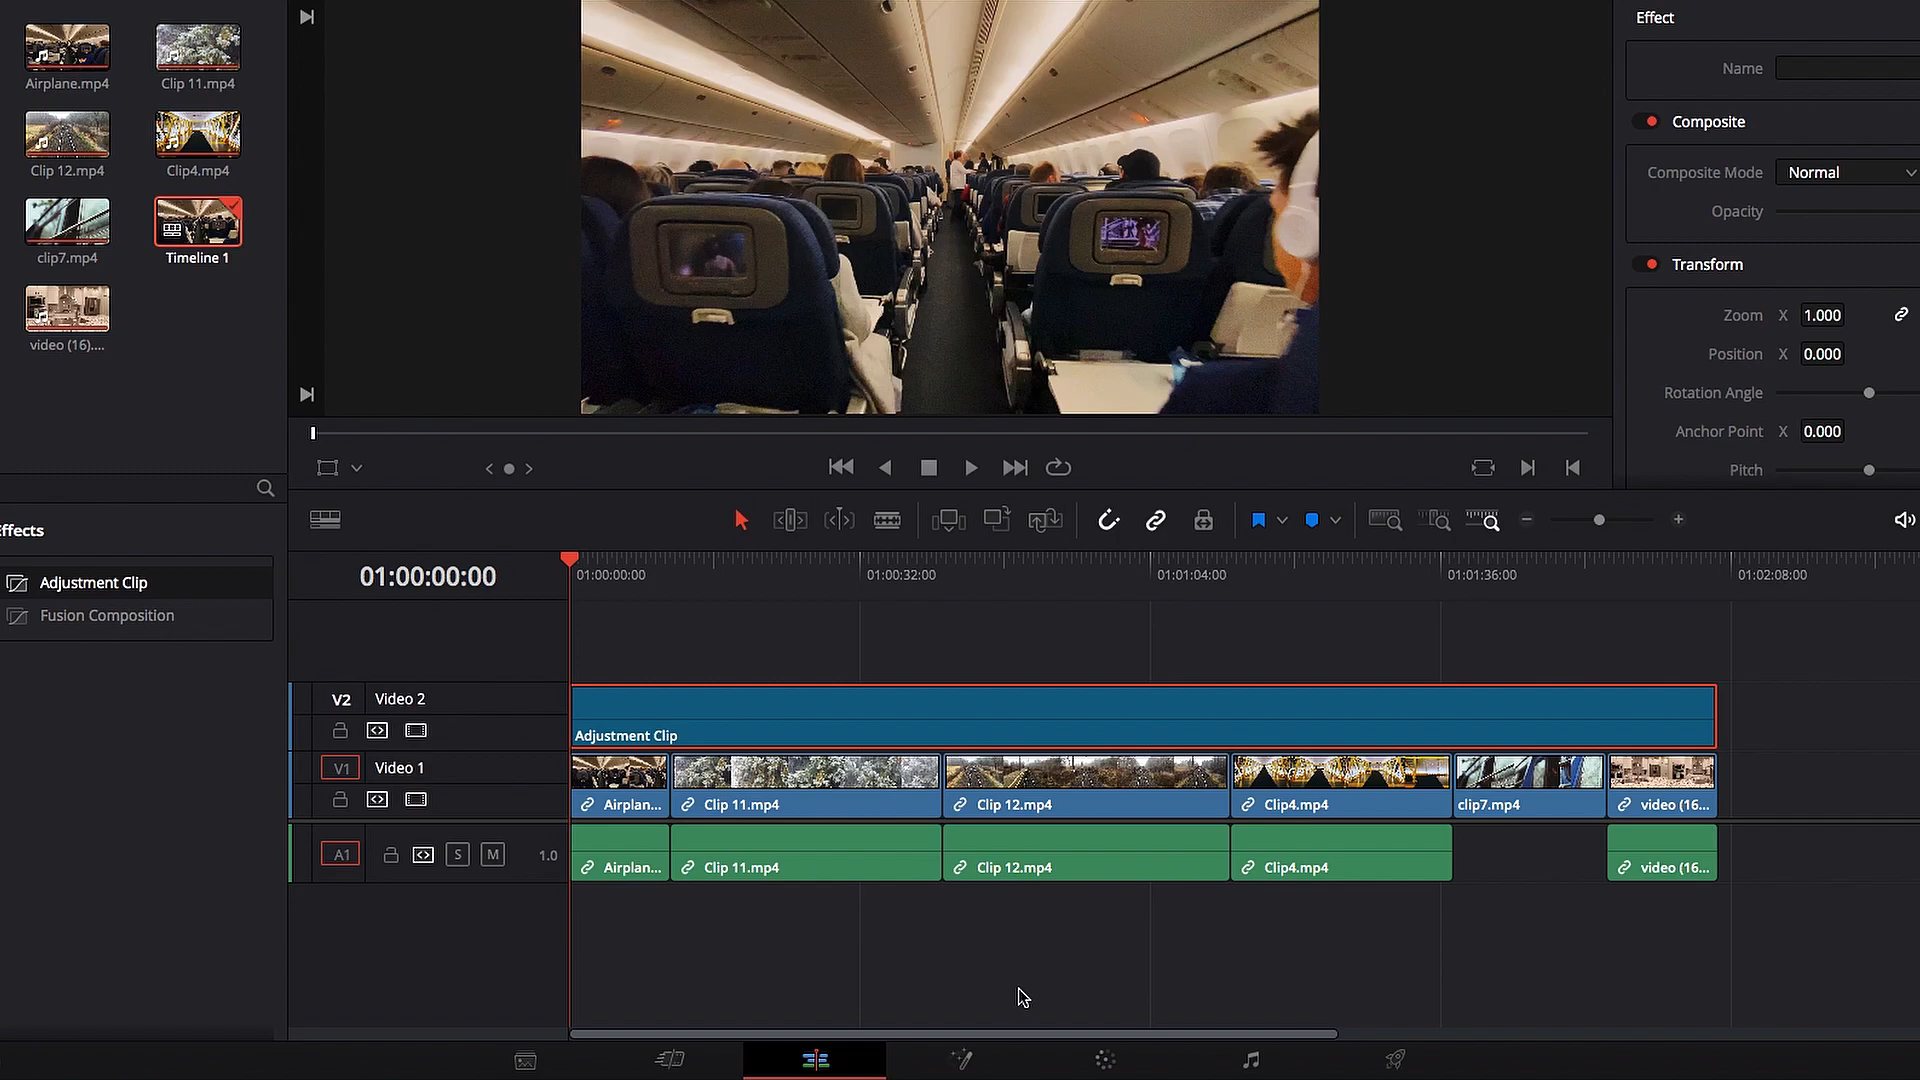 Airplane.mp4
Clip 11.mp4
Clip 12.mp4
Clip4.mp4
clip7.mp4
Timeline 1
video (16)....
Effect
Name
Composite
Composite Mode
Normal
Opacity
Transform
Zoom X 1.000
Position X 0.000
Rotation Angle
Anchor Point X 0.000
Pitch
ffects
Adjustment Clip
Fusion Composition
01:00:00:00
01:00:00:00
01:00:32:00
01:01:04:00
01:01:36:00
01:02:08:00
V2 Video 2
Adjustment Clip
V1 Video 1
Airplan...
Clip 11.mp4
Clip 12.mp4
Clip4.mp4
clip7.mp4
video (16...
A1
S
M
1.0
Airplan...
Clip 11.mp4
Clip 12.mp4
Clip4.mp4
video (16...